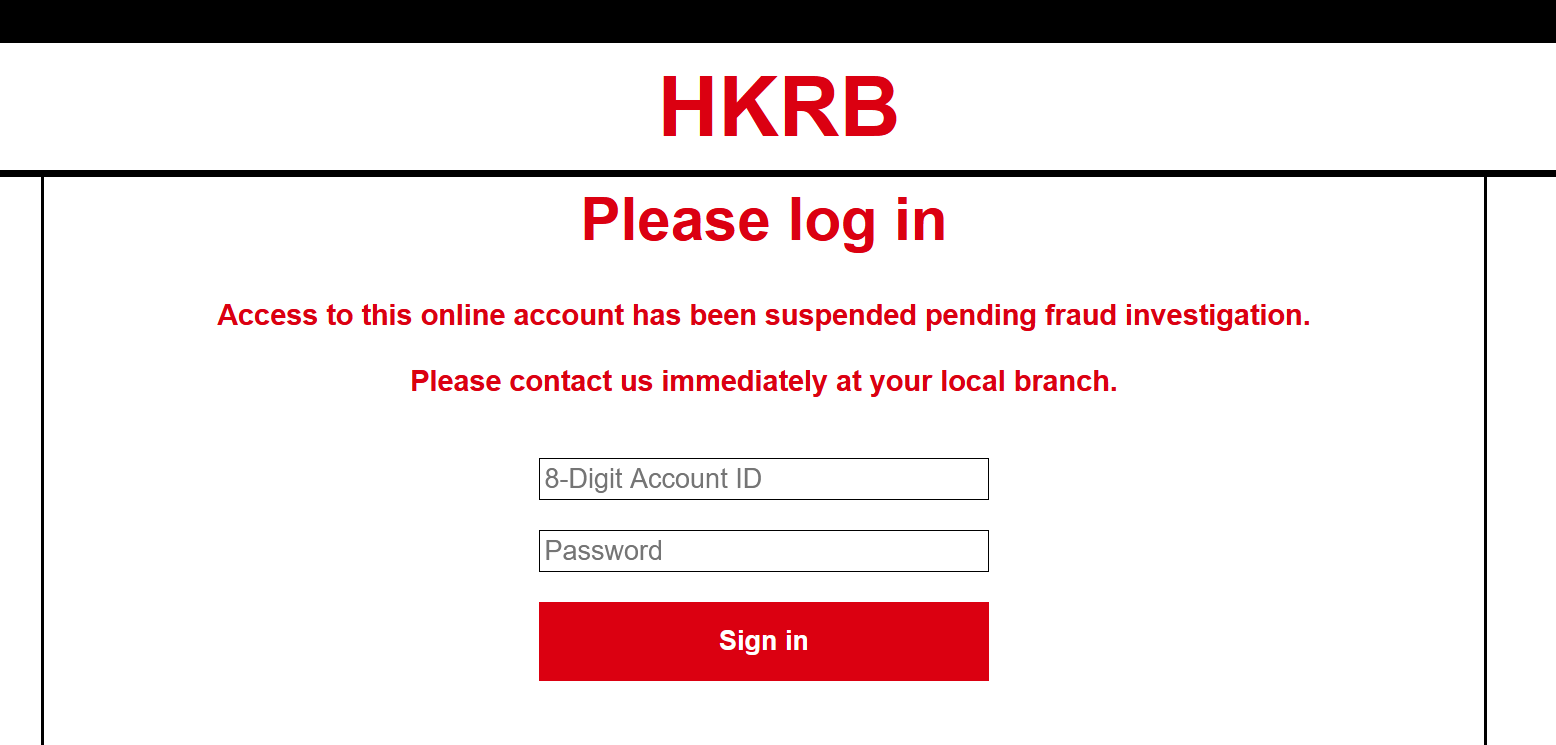 HKRB
Please log in
Access to this online account has been suspended pending fraud investigation.
Please contact us immediately at your local branch.
8-Digit Account ID
Password
Sign in